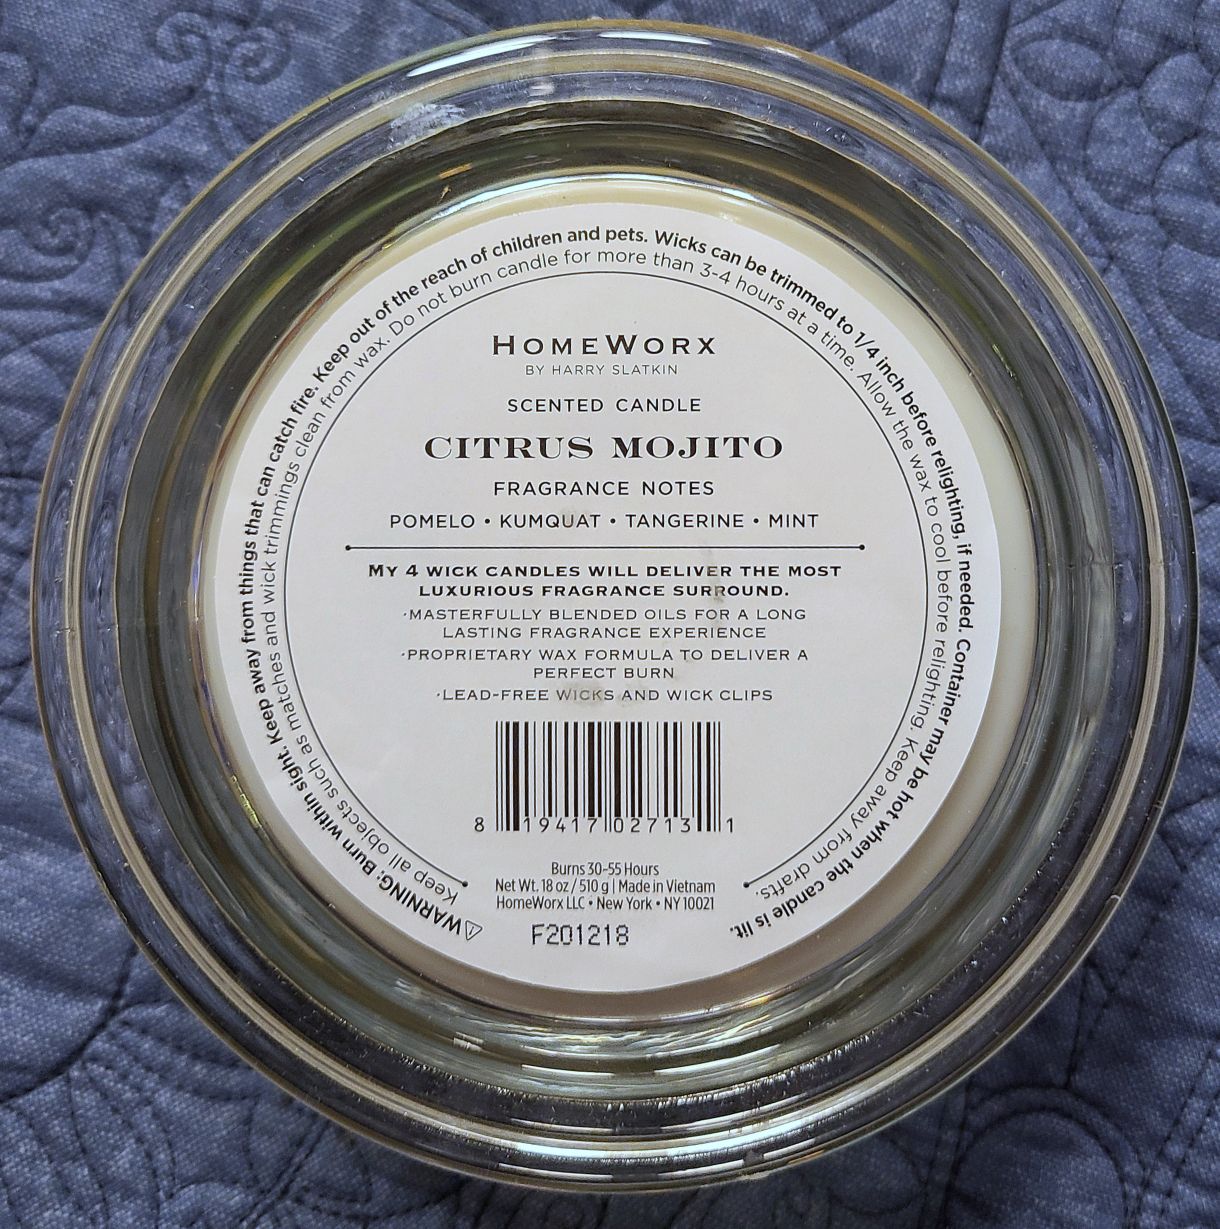 ⚠WARNING: Burn within sight. Keep away from things that can catch fire. Keep out of the reach of children and pets. Wicks can be trimmed to 1/4 inch before relighting, if needed. Container may be hot when the candle is lit.
Keep all objects such as matches and wick trimmings clean from wax. Do not burn candle for more than 3-4 hours at a time. Allow the wax to cool before relighting. Keep away from drafts.
HOMEWORX
BY HARRY SLATKIN
SCENTED CANDLE
CITRUS MOJITO
FRAGRANCE NOTES
POMELO • KUMQUAT • TANGERINE • MINT
MY 4 WICK CANDLES WILL DELIVER THE MOST
LUXURIOUS FRAGRANCE SURROUND.
·MASTERFULLY BLENDED OILS FOR A LONG
LASTING FRAGRANCE EXPERIENCE
·PROPRIETARY WAX FORMULA TO DELIVER A
PERFECT BURN
·LEAD-FREE WICKS AND WICK CLIPS
8 19417 02713 1
Burns 30-55 Hours
Net Wt. 18 oz / 510 g | Made in Vietnam
HomeWorx LLC • New York • NY 10021
F201218